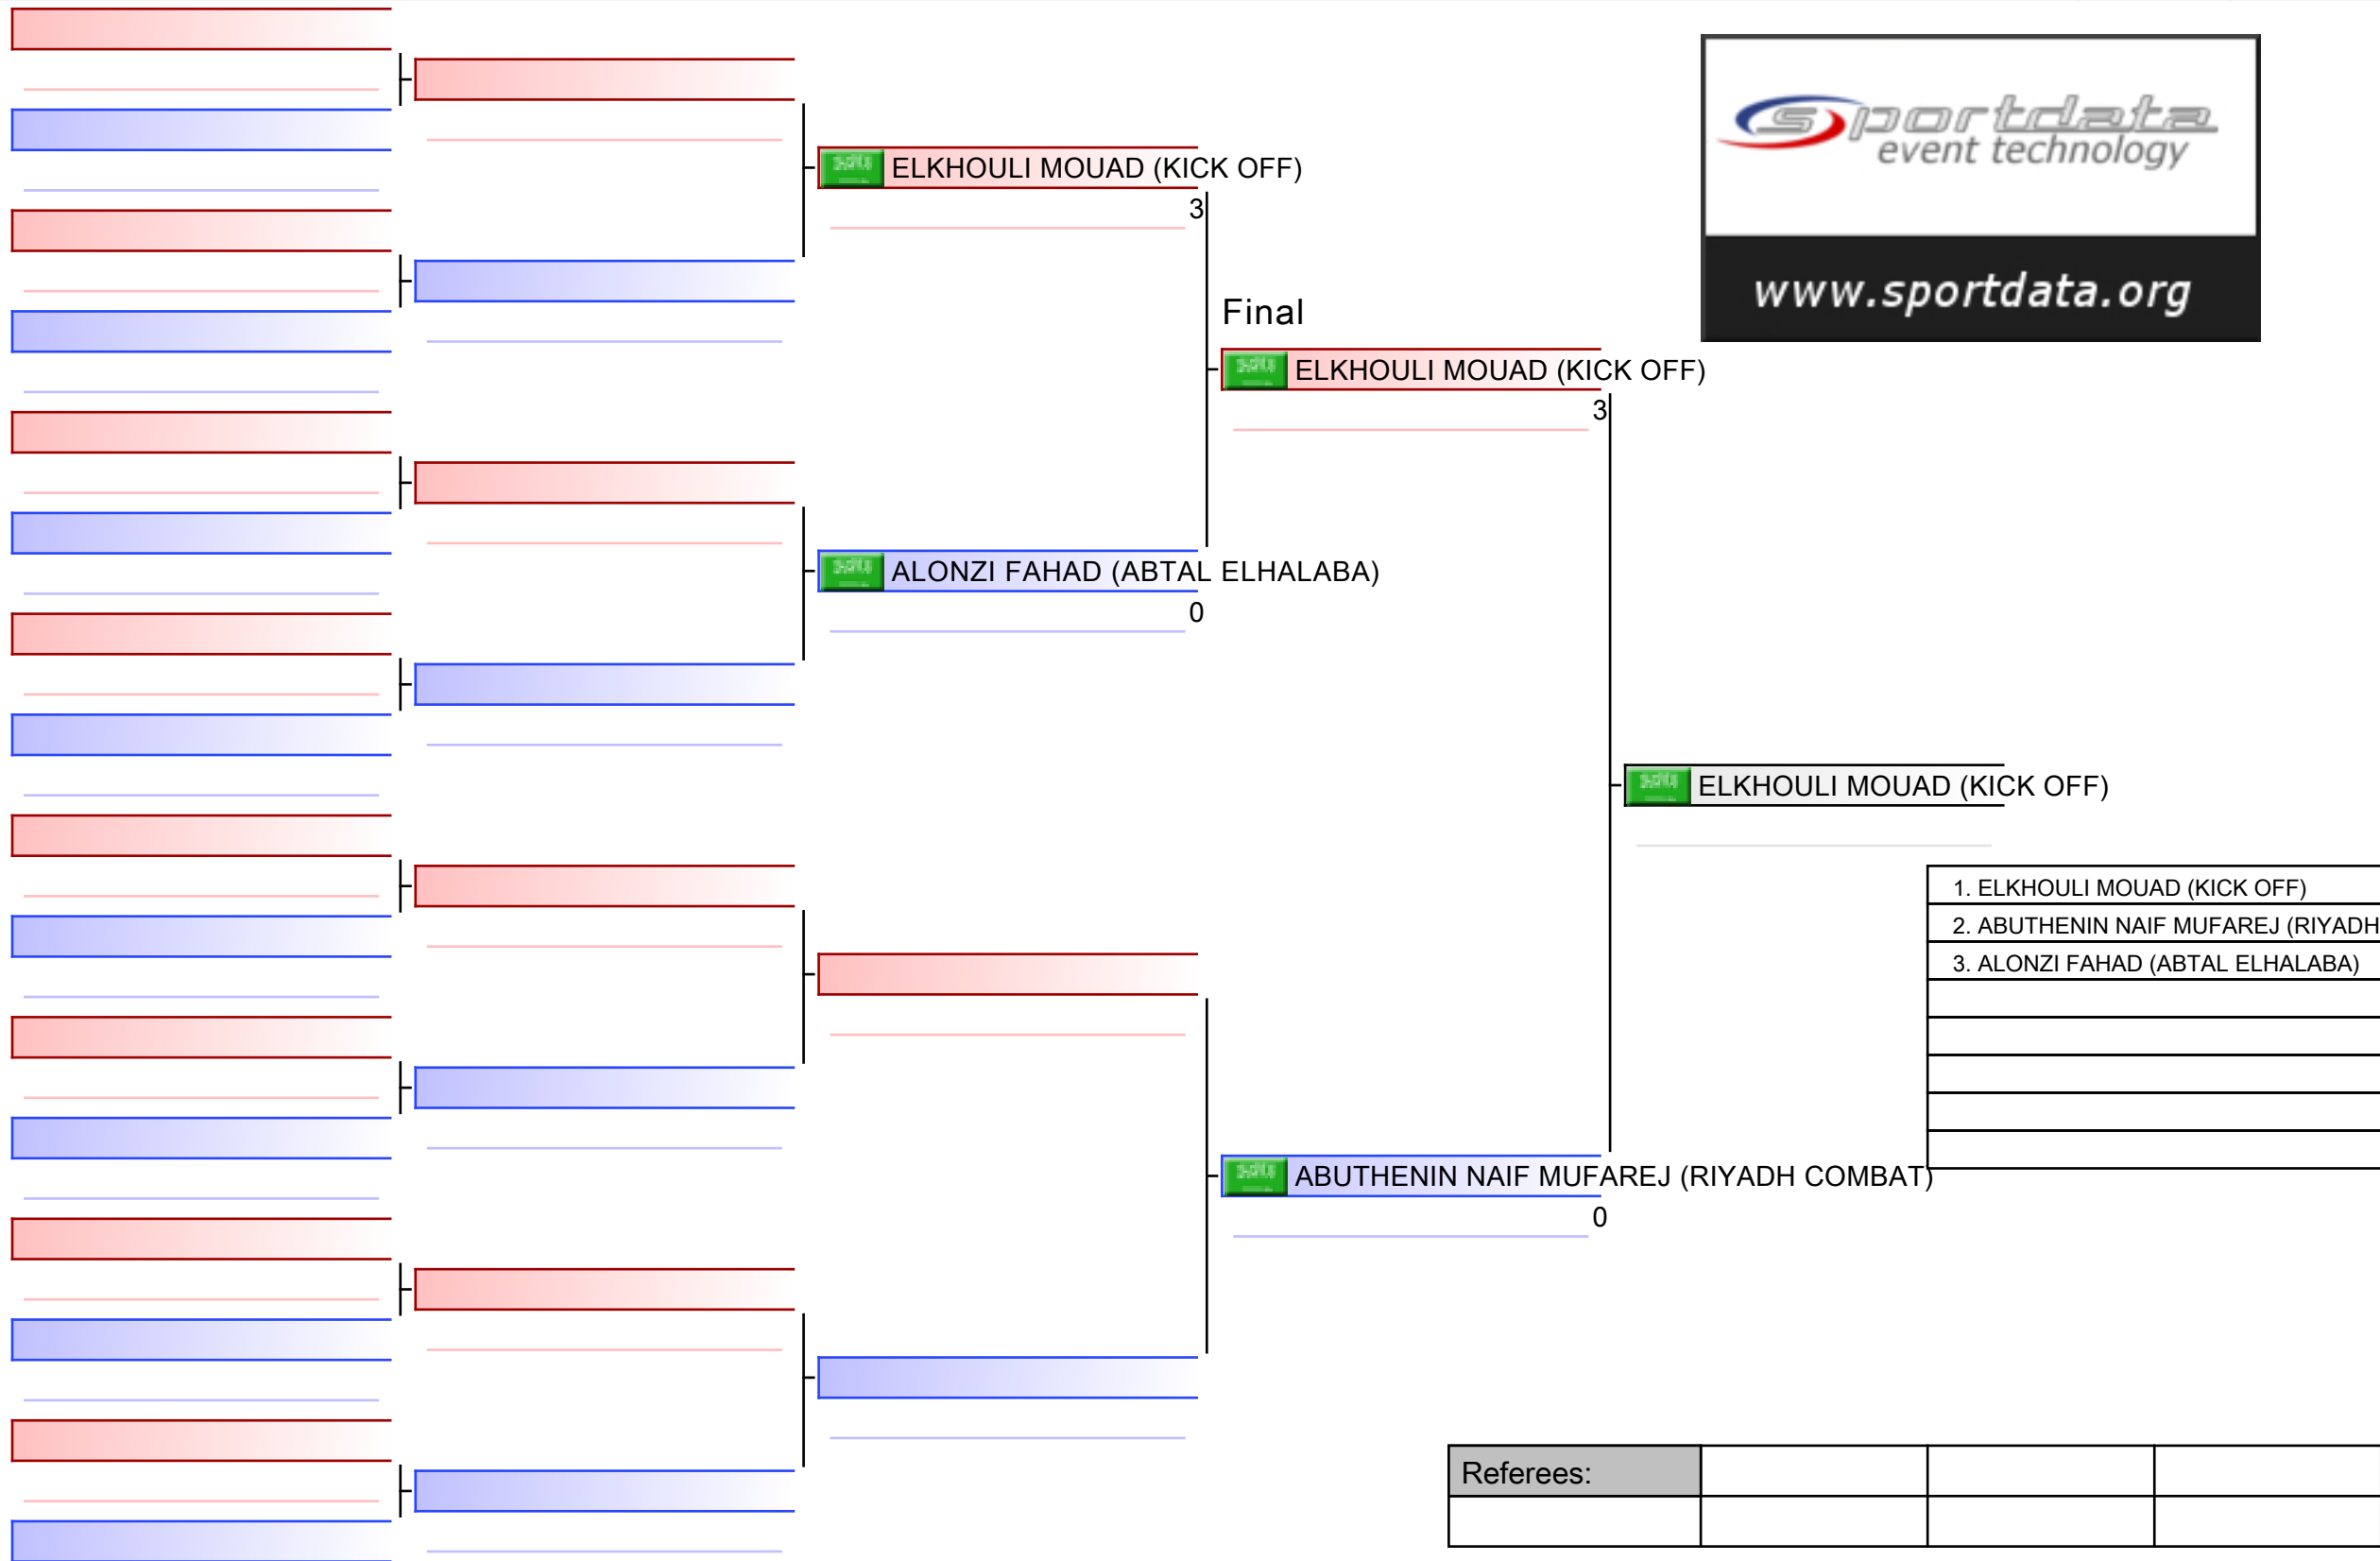 sportdata
event technology
www.sportdata.org
ELKHOULI MOUAD (KICK OFF)
3
Final
ELKHOULI MOUAD (KICK OFF)
3
ALONZI FAHAD (ABTAL ELHALABA)
0
ELKHOULI MOUAD (KICK OFF)
1. ELKHOULI MOUAD (KICK OFF)
2. ABUTHENIN NAIF MUFAREJ (RIYADH
3. ALONZI FAHAD (ABTAL ELHALABA)
ABUTHENIN NAIF MUFAREJ (RIYADH COMBAT)
0
Referees: